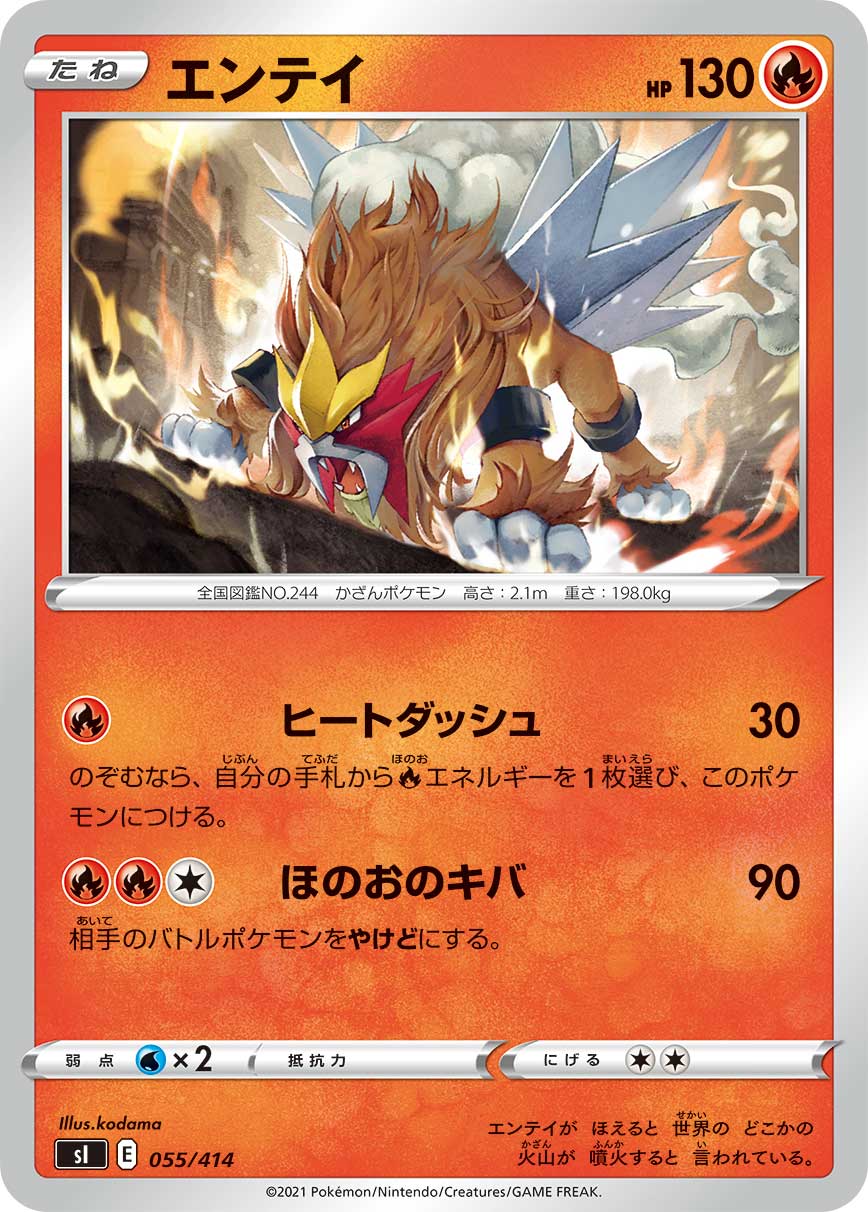 たね エンテイ HP 130
全国図鑑NO.244 かざんポケモン 高さ:2.1m 重さ:198.0kg
ヒートダッシュ 30
のぞむなら、自分の手札からエネルギーを1枚選び、このポケ
モンにつける。
ほのおのキバ 90
相手のバトルポケモンをやけどにする。
弱点 ×2 抵抗力 にげる
Illus.kodama
エンテイが ほえると 世界の どこかの
火山が 噴火すると 言われている。
sI E 055/414
©2021 Pokémon/Nintendo/Creatures/GAME FREAK.